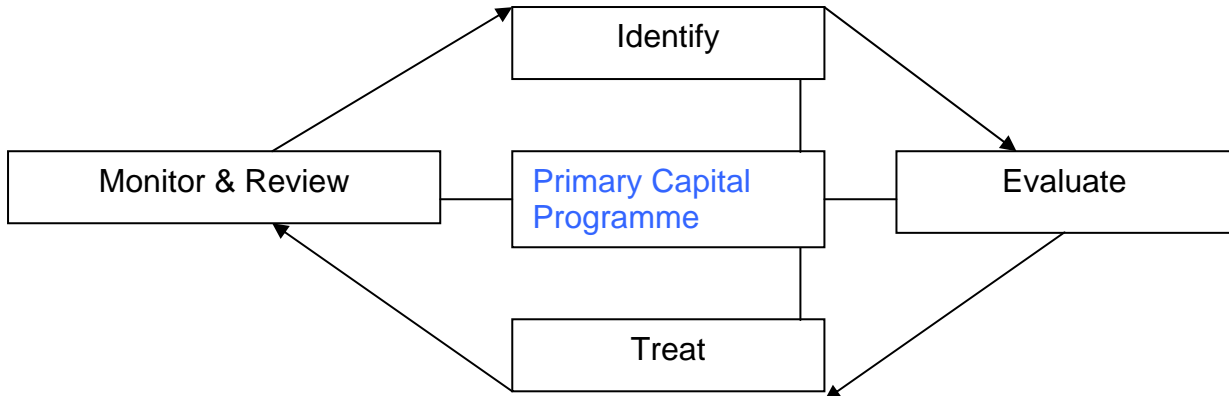 Identify
Monitor & Review
Primary Capital
Programme
Evaluate
Treat